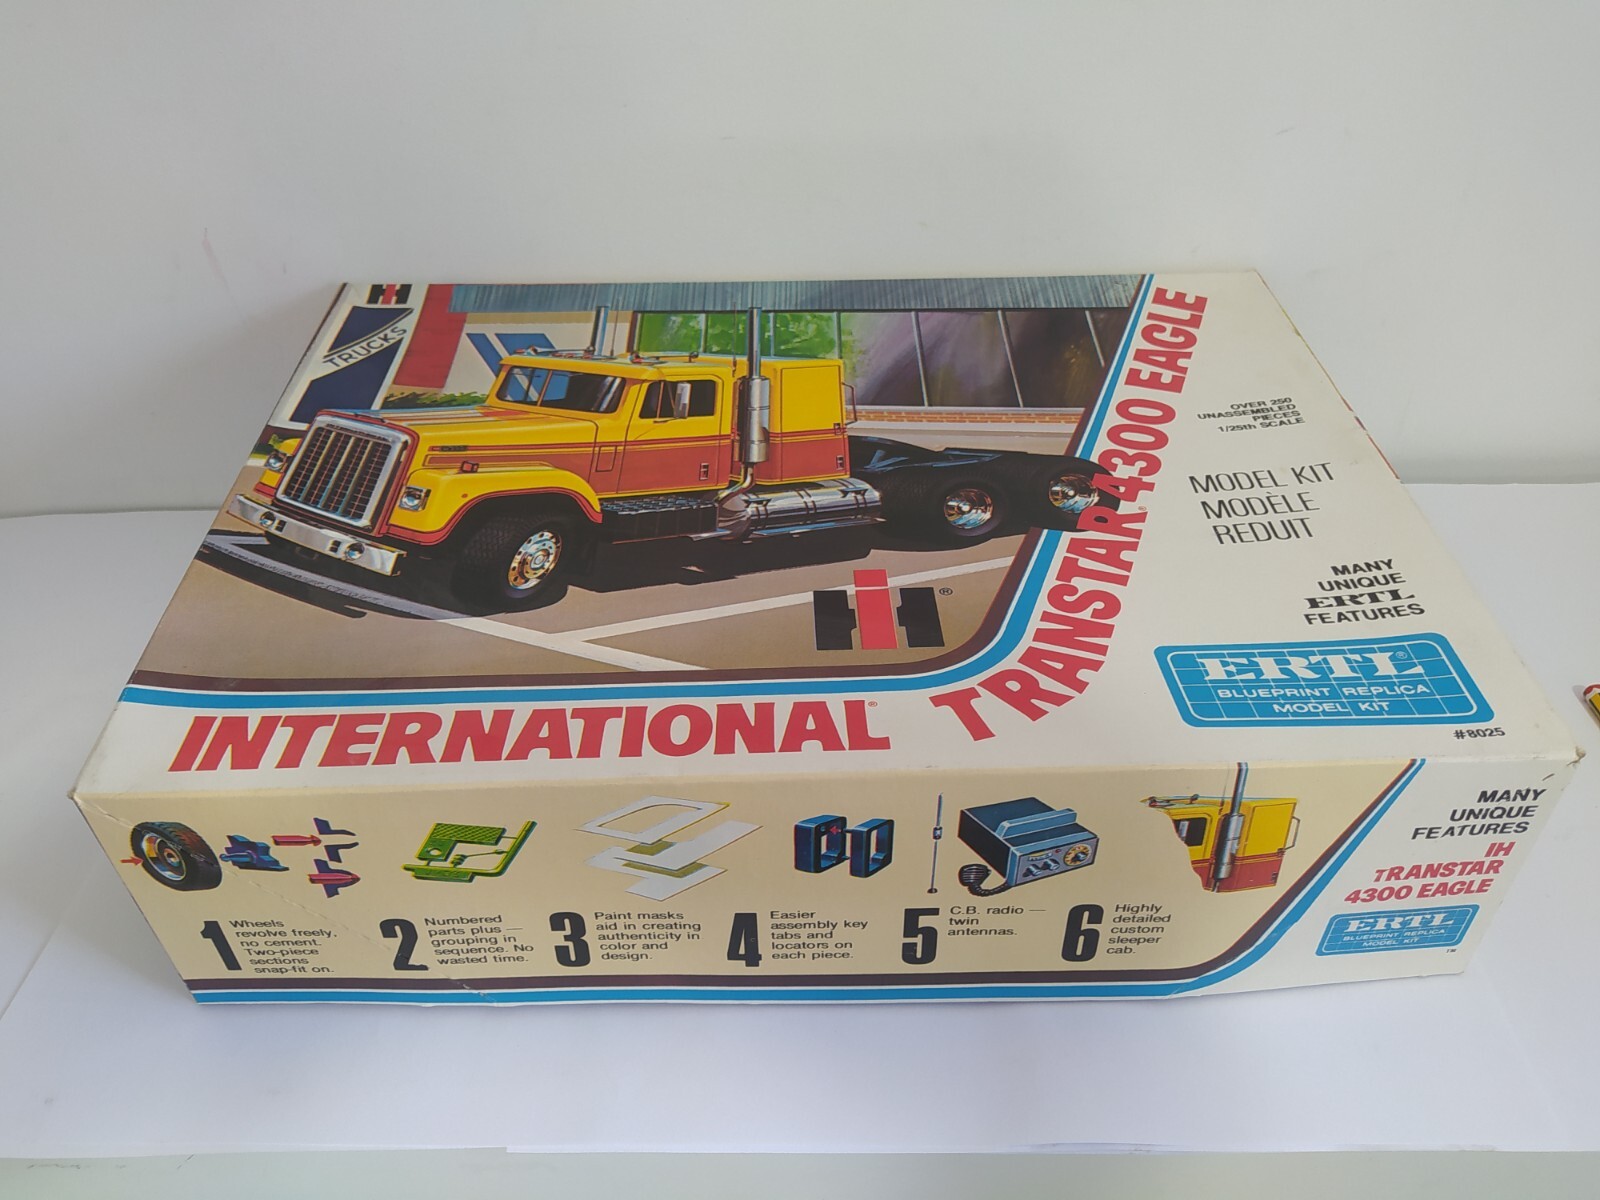 IH
TRUCKS
INTERNATIONAL®
TRANSTAR® 4300 EAGLE
IH®
OVER 250
UNASSEMBLED
PIECES
1/25th SCALE
MODEL KIT
MODÈLE
REDUIT
MANY
UNIQUE
ERTL
FEATURES
ERTL®
BLUEPRINT REPLICA
MODEL KIT
#8025
1
Wheels
revolve freely,
no cement.
Two-piece
sections
snap-fit on.
2
Numbered
parts plus —
grouping in
sequence. No
wasted time.
3
Paint masks
aid in creating
authenticity in
color and
design.
4
Easier
assembly key
tabs and
locators on
each piece.
5
C.B. radio —
twin
antennas.
6
Highly
detailed
custom
sleeper
cab.
MANY
UNIQUE
FEATURES
IH
TRANSTAR
4300 EAGLE
ERTL
BLUEPRINT REPLICA
MODEL KIT